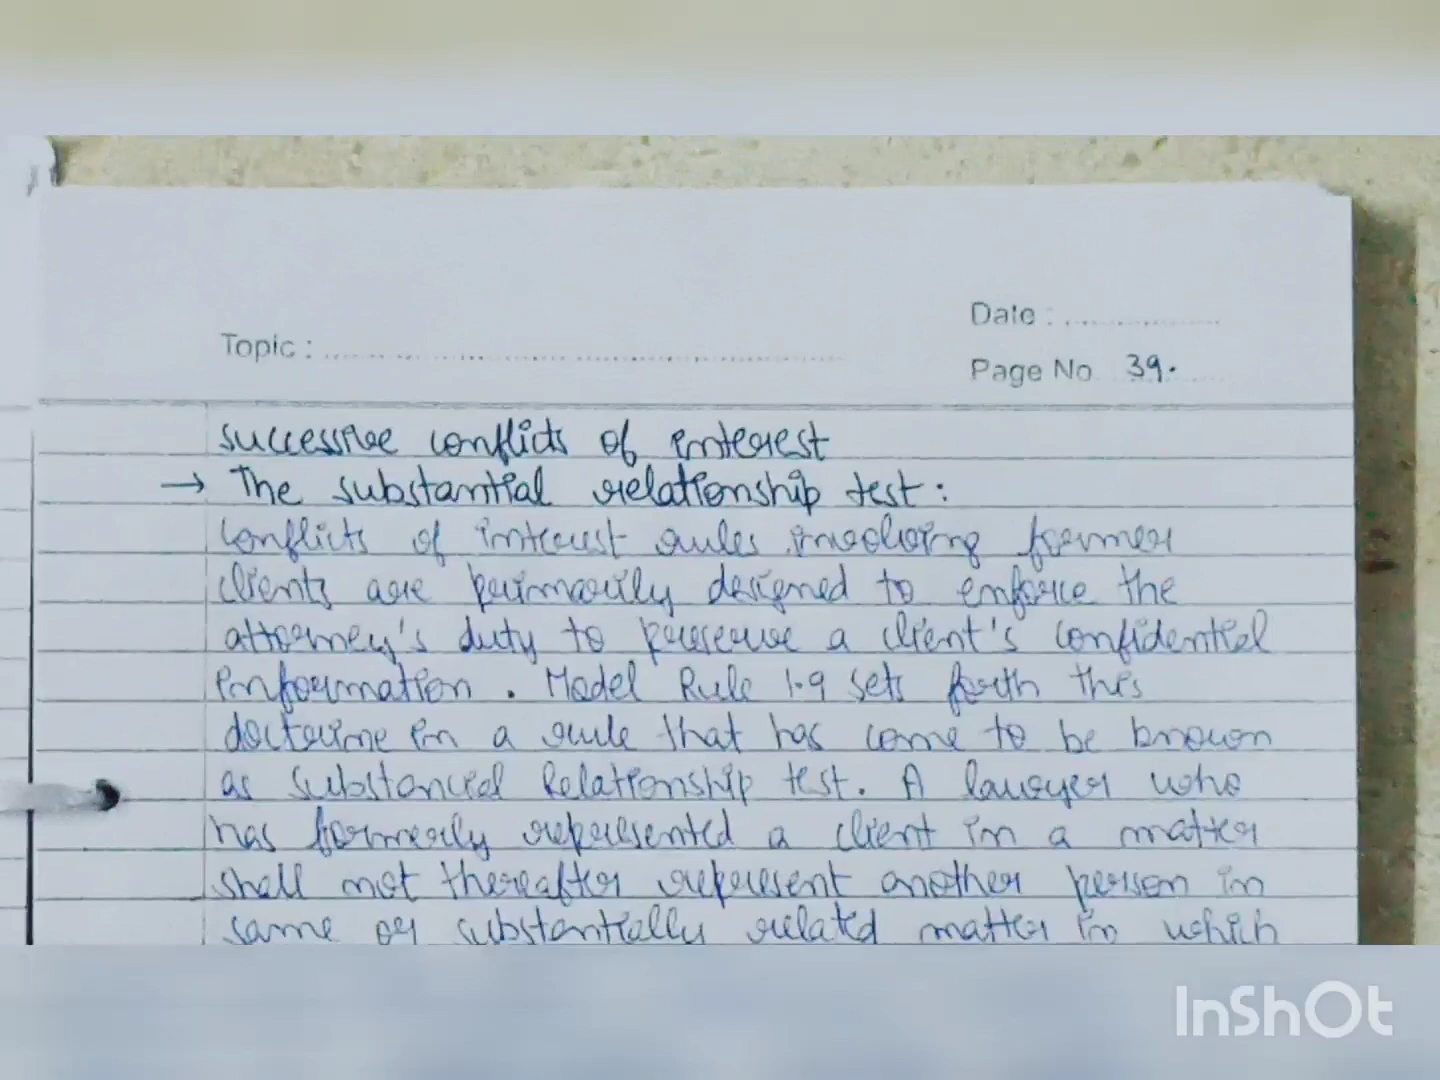 Date :
Topic :
Page No 39.
successive conflicts of interest
→ The substantial relationship test :
Conflicts of interest rules involving former
clients are primarily designed to enforce the
attorney's duty to preserve a client's confidential
information . Model Rule 1.9 sets forth this
doctrine in a rule that has come to be known
as substancial Relationship test. A lawyer who
has formerly represented a client in a matter
shall not thereafter represent another person in
same or substantially related matter in which
InShOt